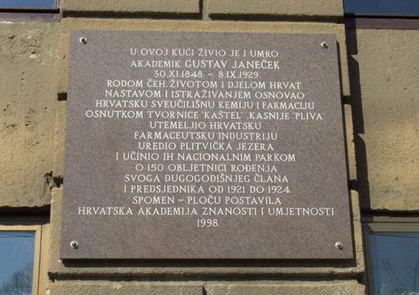 U OVOJ KUĆI ŽIVIO JE I UMRO
AKADEMIK GUSTAV JANEČEK
30.XI.1848 – 8.IX.1929
RODOM ČEH, ŽIVOTOM I DJELOM HRVAT
NASTAVOM I ISTRAŽIVANJEM OSNOVAO
HRVATSKU SVEUČILIŠNU KEMIJU I FARMACIJU
OSNUTKOM TVORNICE "KAŠTEL", KASNIJE "PLIVA"
UTEMELJIO HRVATSKU
FARMACEUTSKU INDUSTRIJU
UREDIO PLITVIČKA JEZERA
I UČINIO IH NACIONALNIM PARKOM
O 150. OBLJETNICI ROĐENJA
SVOGA DUGOGODIŠNJEG ČLANA
I PREDSJEDNIKA OD 1921. DO 1924.
SPOMEN – PLOČU POSTAVILA
HRVATSKA AKADEMIJA ZNANOSTI I UMJETNOSTI
1998.